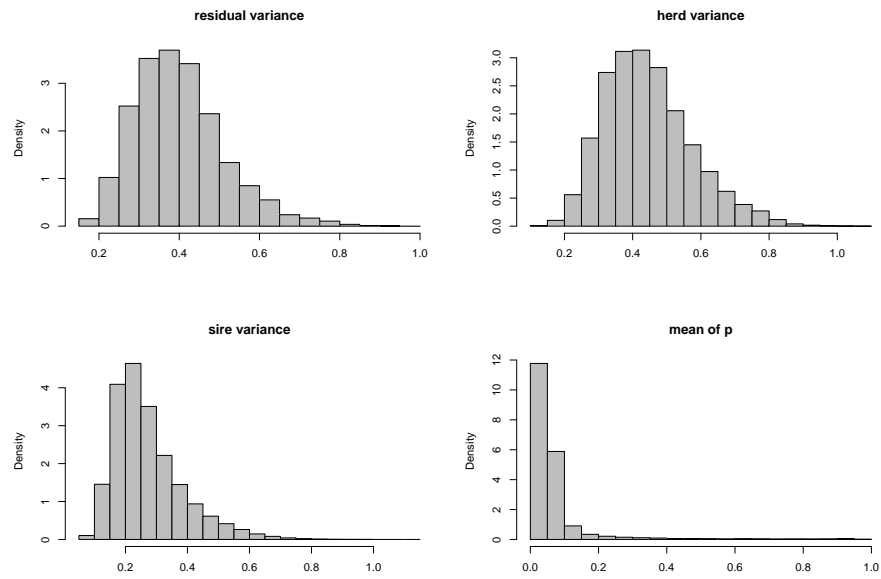 residual variance
Density
0 1 2 3
0.2 0.4 0.6 0.8 1.0
herd variance
Density
0.0 0.5 1.0 1.5 2.0 2.5 3.0
0.2 0.4 0.6 0.8 1.0
sire variance
Density
0 1 2 3 4
0.2 0.4 0.6 0.8 1.0
mean of p
Density
0 2 4 6 8 10 12
0.0 0.2 0.4 0.6 0.8 1.0